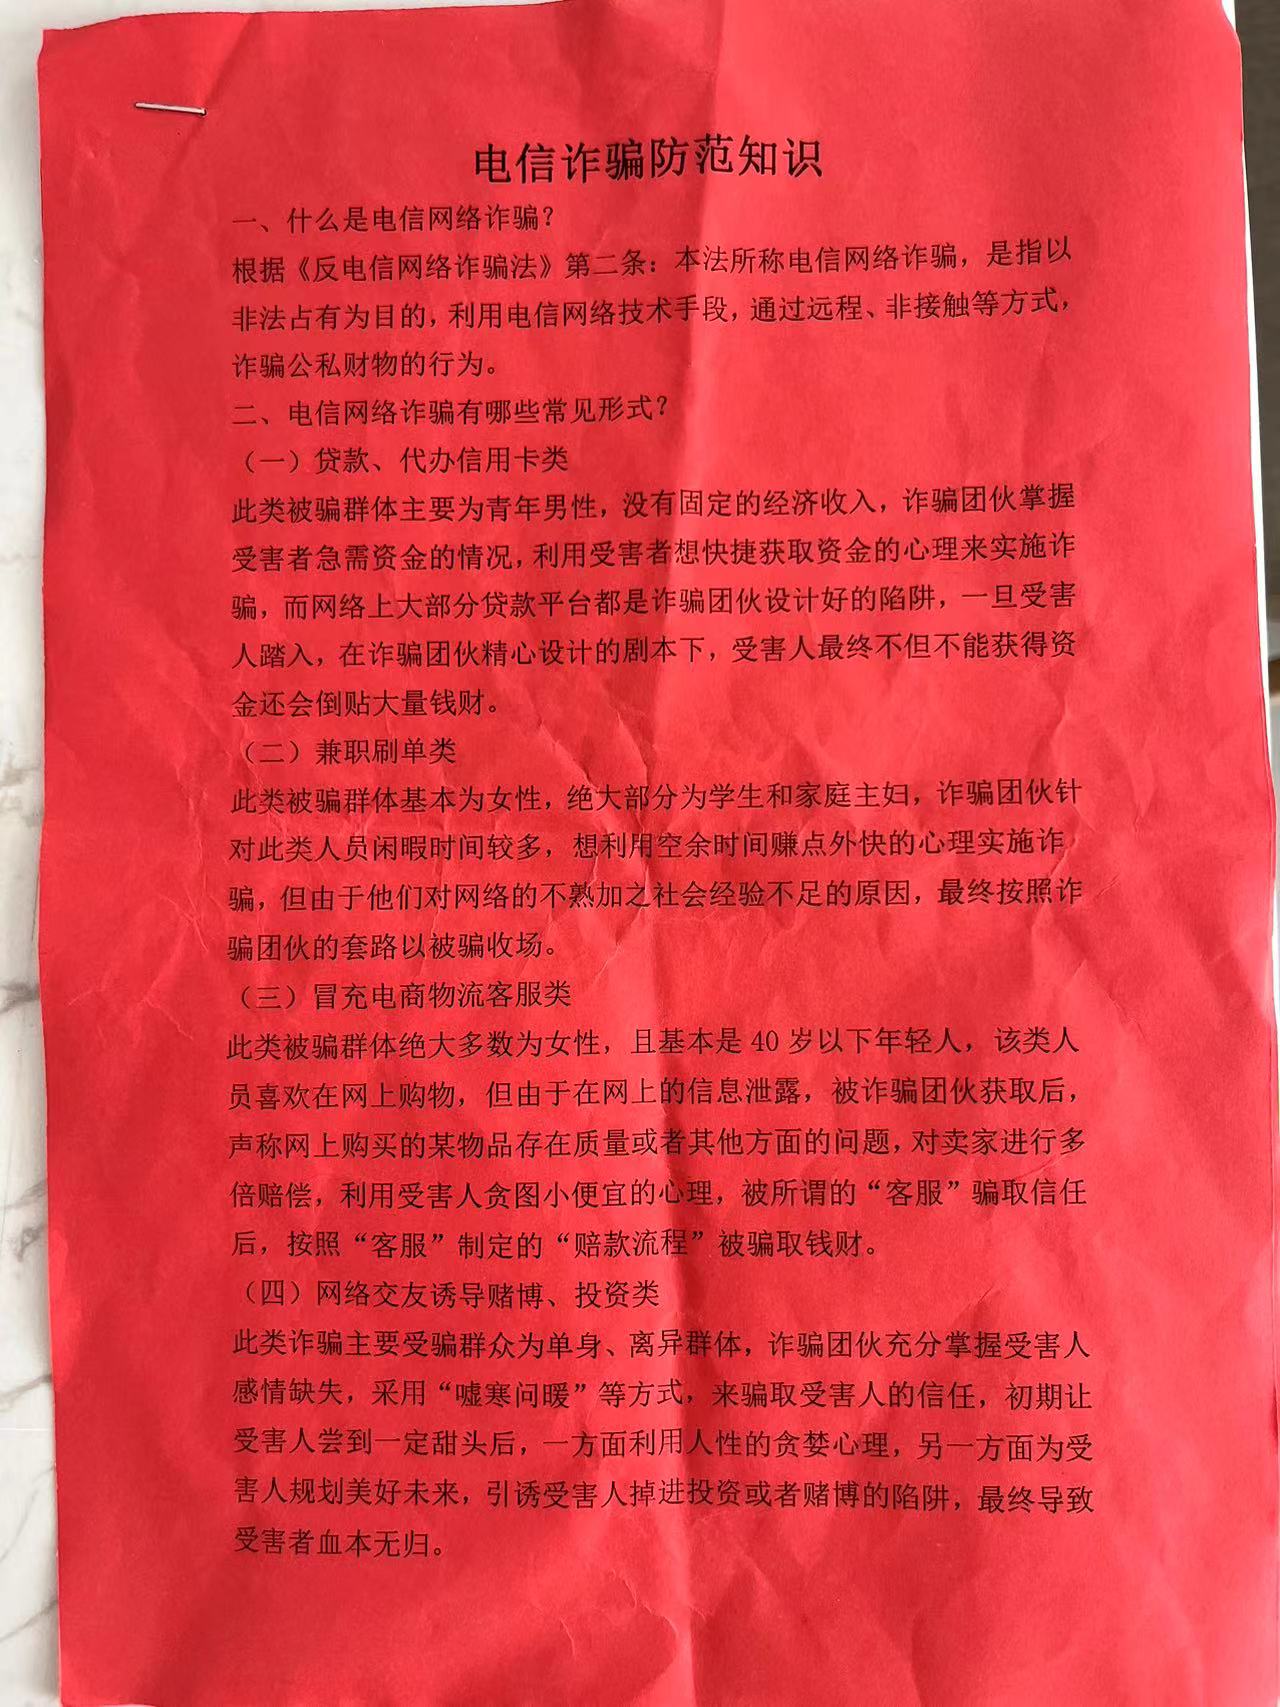 电信诈骗防范知识
一、什么是电信网络诈骗？
根据《反电信网络诈骗法》第二条：本法所称电信网络诈骗，是指以
非法占有为目的，利用电信网络技术手段，通过远程、非接触等方式，
诈骗公私财物的行为。
二、电信网络诈骗有哪些常见形式？
（一）贷款、代办信用卡类
此类被骗群体主要为青年男性，没有固定的经济收入，诈骗团伙掌握
受害者急需资金的情况，利用受害者想快捷获取资金的心理来实施诈
骗，而网络上大部分贷款平台都是诈骗团伙设计好的陷阱，一旦受害
人踏入，在诈骗团伙精心设计的剧本下，受害人最终不但不能获得资
金还会倒贴大量钱财。
（二）兼职刷单类
此类被骗群体基本为女性，绝大部分为学生和家庭主妇，诈骗团伙针
对此类人员闲暇时间较多，想利用空余时间赚点外快的心理实施诈
骗，但由于他们对网络的不熟加之社会经验不足的原因，最终按照诈
骗团伙的套路以被骗收场。
（三）冒充电商物流客服类
此类被骗群体绝大多数为女性，且基本是 40 岁以下年轻人，该类人
员喜欢在网上购物，但由于在网上的信息泄露，被诈骗团伙获取后，
声称网上购买的某物品存在质量或者其他方面的问题，对卖家进行多
倍赔偿，利用受害人贪图小便宜的心理，被所谓的“客服”骗取信任
后，按照“客服”制定的“赔款流程”被骗取钱财。
（四）网络交友诱导赌博、投资类
此类诈骗主要受骗群众为单身、离异群体，诈骗团伙充分掌握受害人
感情缺失，采用“嘘寒问暖”等方式，来骗取受害人的信任，初期让
受害人尝到一定甜头后，一方面利用人性的贪婪心理，另一方面为受
害人规划美好未来，引诱受害人掉进投资或者赌博的陷阱，最终导致
受害者血本无归。